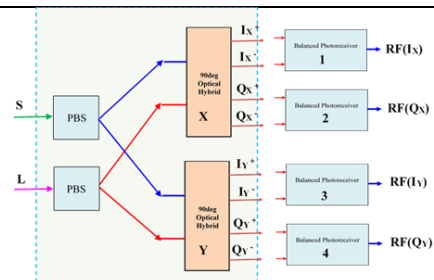 S
L
PBS
PBS
90deg
Optical
Hybrid
X
90deg
Optical
Hybrid
Y
IX+
IX-
QX+
QX-
IY+
IY-
QY+
QY-
Balanced Photoreceiver
1
Balanced Photoreceiver
2
Balanced Photoreceiver
3
Balanced Photoreceiver
4
RF(IX)
RF(QX)
RF(IY)
RF(QY)